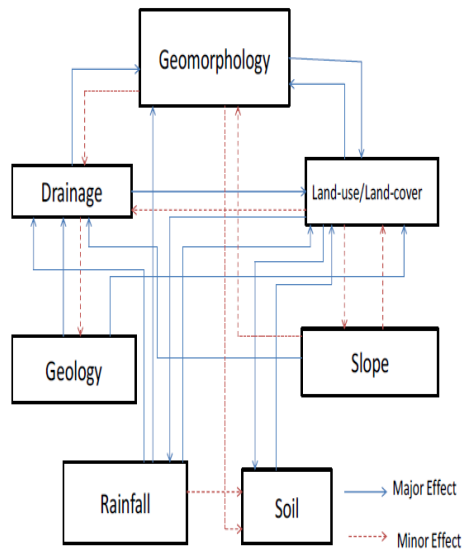 Geomorphology
Drainage
Land-use/Land-cover
Geology
Slope
Rainfall
Soil
Major Effect
Minor Effect